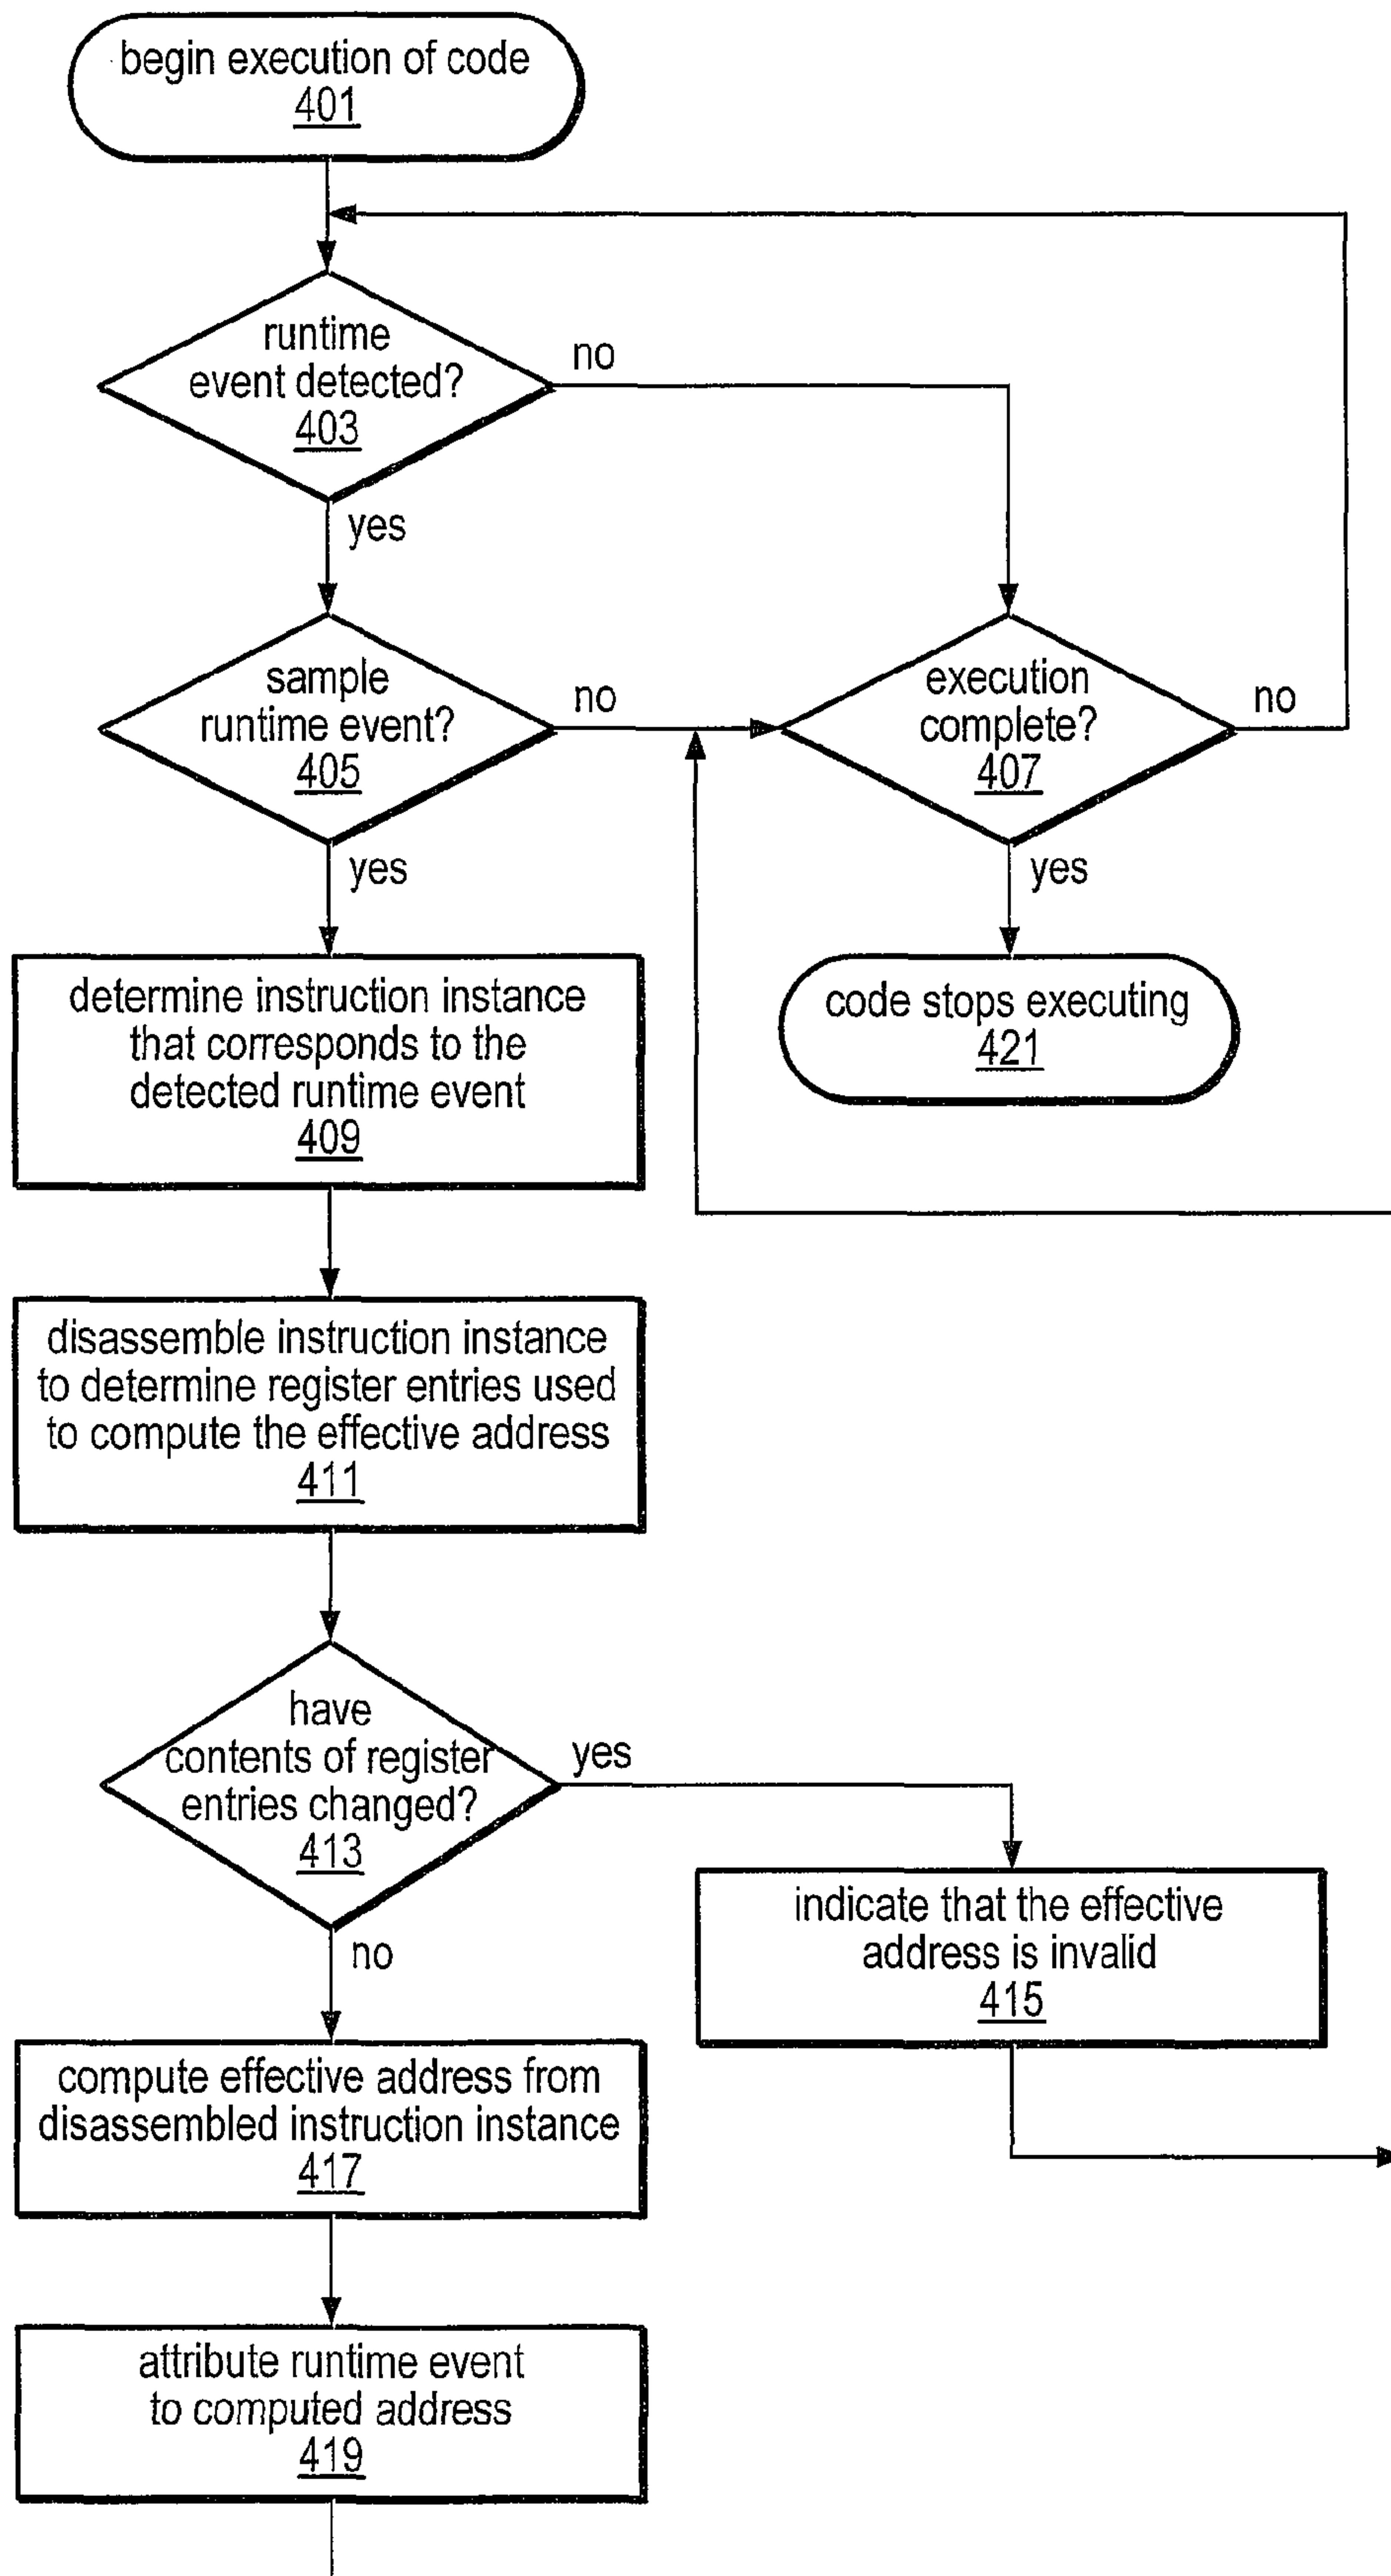 begin execution of code
401
runtime
event detected?
403
no
yes
sample
runtime event?
405
no
yes
execution
complete?
407
no
yes
code stops executing
421
determine instruction instance
that corresponds to the
detected runtime event
409
disassemble instruction instance
to determine register entries used
to compute the effective address
411
have
contents of register
entries changed?
413
yes
no
indicate that the effective
address is invalid
415
compute effective address from
disassembled instruction instance
417
attribute runtime event
to computed address
419